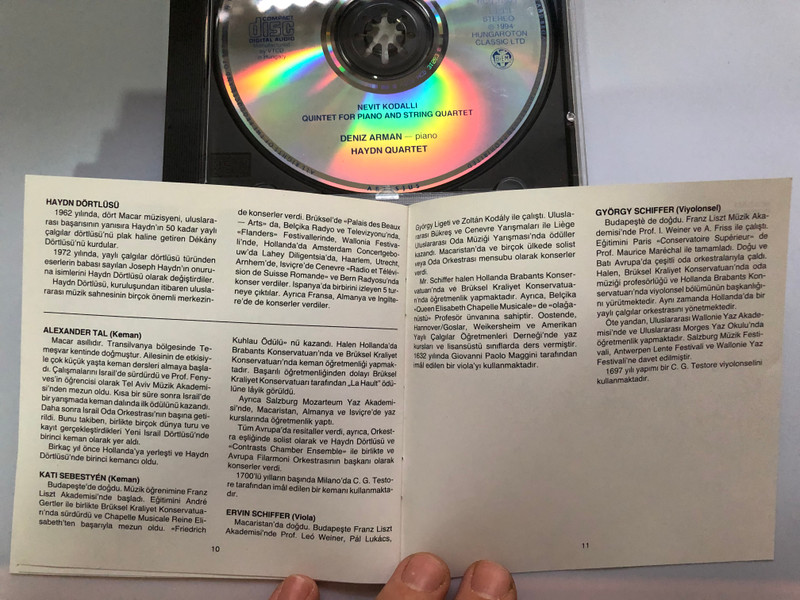 COMPACT
disc
DIGITAL AUDIO
STEREO
1994
HUNGAROTON
CLASSIC LTD
NEVIT KODALLI
QUINTET FOR PIANO AND STRING QUARTET
DENIZ ARMAN — piano
HAYDN QUARTET
HAYDN DÖRTLÜSÜ
1962 yılında, dört Macar müzisyeni, uluslara-
rası başarısının yanısıra Haydn'ın 50 kadar yaylı
çalgılar dörtlüsü'nü plak haline getiren Dékány
Dörtlüsü'nü kurdular.
1972 yılında, yaylı çalgılar dörtlüsü türünden
eserlerin babası sayılan Joseph Haydn'ın onuru-
na isimlerini Haydn Dörtlüsü olarak değiştirdiler.
Haydn Dörtlüsü, kuruluşundan itibaren ulusla-
rarası müzik sahnesinin birçok önemli merkezin-
de konserler verdi. Brüksel'de «Palais des Beaux
— Arts» da, Belçika Radyo ve Televizyonu'nda,
«Flanders» Festivallerinde, Wallonia Festiva-
li'nde, Hollanda'da Amsterdam Concertgebo-
uw'da Lahey Diligentsia'da, Haarlem, Utrecht,
Arnhem'de, İsviçre'de Cenevre «Radio et Télévi-
sion de Suisse Romande» ve Bern Radyosu'nda
konser verdiler. İspanya'da birbirini izleyen 5 tur-
neye çıktılar. Ayrıca Fransa, Almanya ve İngilte-
re'de de konserler verdiler.
ALEXANDER TAL (Keman)
Macar asıllıdır. Transilvanya bölgesinde Te-
meşvar kentinde doğmuştur. Ailesinin de etkisiy-
le çok küçük yaşta keman dersleri almaya başla-
dı. Çalışmalarını İsrail'de sürdürdü ve Prof. Feny-
ves'in öğrencisi olarak Tel Aviv Müzik Akademi-
si'nden mezun oldu. Kısa bir süre sonra İsrail'de
bir yarışmada keman dalında ilk ödülünü kazandı.
Daha sonra İsrail Oda Orkestrası'nın başına geti-
rildi. Bunu takiben, birlikte birçok dünya turu ve
kayıt gerçekleştirdikleri Yeni İsrail Dörtlüsü'nde
birinci keman olarak yer aldı.
Birkaç yıl önce Hollanda'ya yerleşti ve Haydn
Dörtlüsü'nde birinci kemancı oldu.
KATI SEBESTYÉN (Keman)
Budapeşte'de doğdu. Müzik öğrenimine Franz
Liszt Akademisi'nde başladı. Eğitimini André
Gertler ile birlikte Brüksel Kraliyet Konservatua-
rı'nda sürdürdü ve Chapelle Musicale Reine Eli-
sabeth'ten başarıyla mezun oldu. «Friedrich
Kuhlau Ödülü» nü kazandı. Halen Hollanda'da
Brabants Konservatuarı'nda ve Brüksel Kraliyet
Konservatuarı'nda keman öğretmenliği yapmak-
tadır. Başarılı öğretmenliğinden dolayı Brüksel
Kraliyet Konservatuarı tarafından „La Hault" ödü-
lüne lâyik görüldü.
Ayrıca Salzburg Mozarteum Yaz Akademi-
si'nde, Macaristan, Almanya ve İsviçre'de yaz
kurslarında öğretmenlik yaptı.
Tüm Avrupa'da resitaller verdi, ayrıca, Orkest-
ra eşliğinde solist olarak ve Haydn Dörtlüsü ve
«Contrasts Chamber Ensemble» ile birlikte ve
Avrupa Filarmoni Orkestrasının başkanı olarak
konserler verdi.
1700'lü yılların başında Milano'da C. G. Testo-
re tarafından imâl edilen bir kemanı kullanmakta-
dır.
ERVIN SCHIFFER (Viola)
Macaristan'da doğdu. Budapeşte Franz Liszt
Akademisi'nde Prof. Leó Weiner, Pál Lukács,
10
György Ligeti ve Zoltán Kodály ile çalıştı. Ulusla-
rarası Bükreş ve Cenevre Yarışmaları ile Liège
Uluslararası Oda Müziği Yarışması'nda ödüller
kazandı. Macaristan'da ve birçok ülkede solist
veya Oda Orkestrası mensubu olarak konserler
verdi.
Mr. Schiffer halen Hollanda Brabants Konser-
vatuarı'nda ve Brüksel Kraliyet Konservatua-
rı'nda öğretmenlik yapmaktadır. Ayrıca, Belçika
«Queen Elisabeth Chapelle Musicale» de «olağa-
nüstü» Profesör ünvanına sahiptir. Oostende,
Hannover/Goslar, Weikersheim ve Amerikan
Yaylı Çalgılar Öğretmenleri Derneği'nde yaz
kursları ve lisansüstü sınıflarda ders vermiştir.
1632 yılında Giovanni Paolo Maggini tarafından
imâl edilen bir viola'yı kullanmaktadır.
GYÖRGY SCHIFFER (Viyolonsel)
Budapeşte de doğdu. Franz Liszt Müzik Aka-
demisi'nde Prof. I. Weiner ve A. Friss ile çalıştı.
Eğitimini Paris «Conservatoire Supérieur» de
Prof. Maurice Maréchal ile tamamladı. Doğu ve
Batı Avrupa'da çeşitli oda orkestralarıyla çaldı.
Halen, Brüksel Kraliyet Konservatuarı'nda oda
müziği profesörlüğü ve Hollanda Brabants Kon-
servatuarı'nda viyolonsel bölümünün başkanlığı-
nı yürütmektedir. Aynı zamanda Hollanda'da bir
yaylı çalgılar orkestrasını yönetmektedir.
Öte yandan, Uluslararası Wallonie Yaz Akade-
misi'nde ve Uluslararası Morges Yaz Okulu'nda
öğretmenlik yapmaktadır. Salzburg Müzik Festi-
vali, Antwerpen Lente Festivali ve Wallonie Yaz
Festivali'ne davet edilmiştir.
1697 yılı yapımı bir C. G. Testore viyolonselini
kullanmaktadır.
11